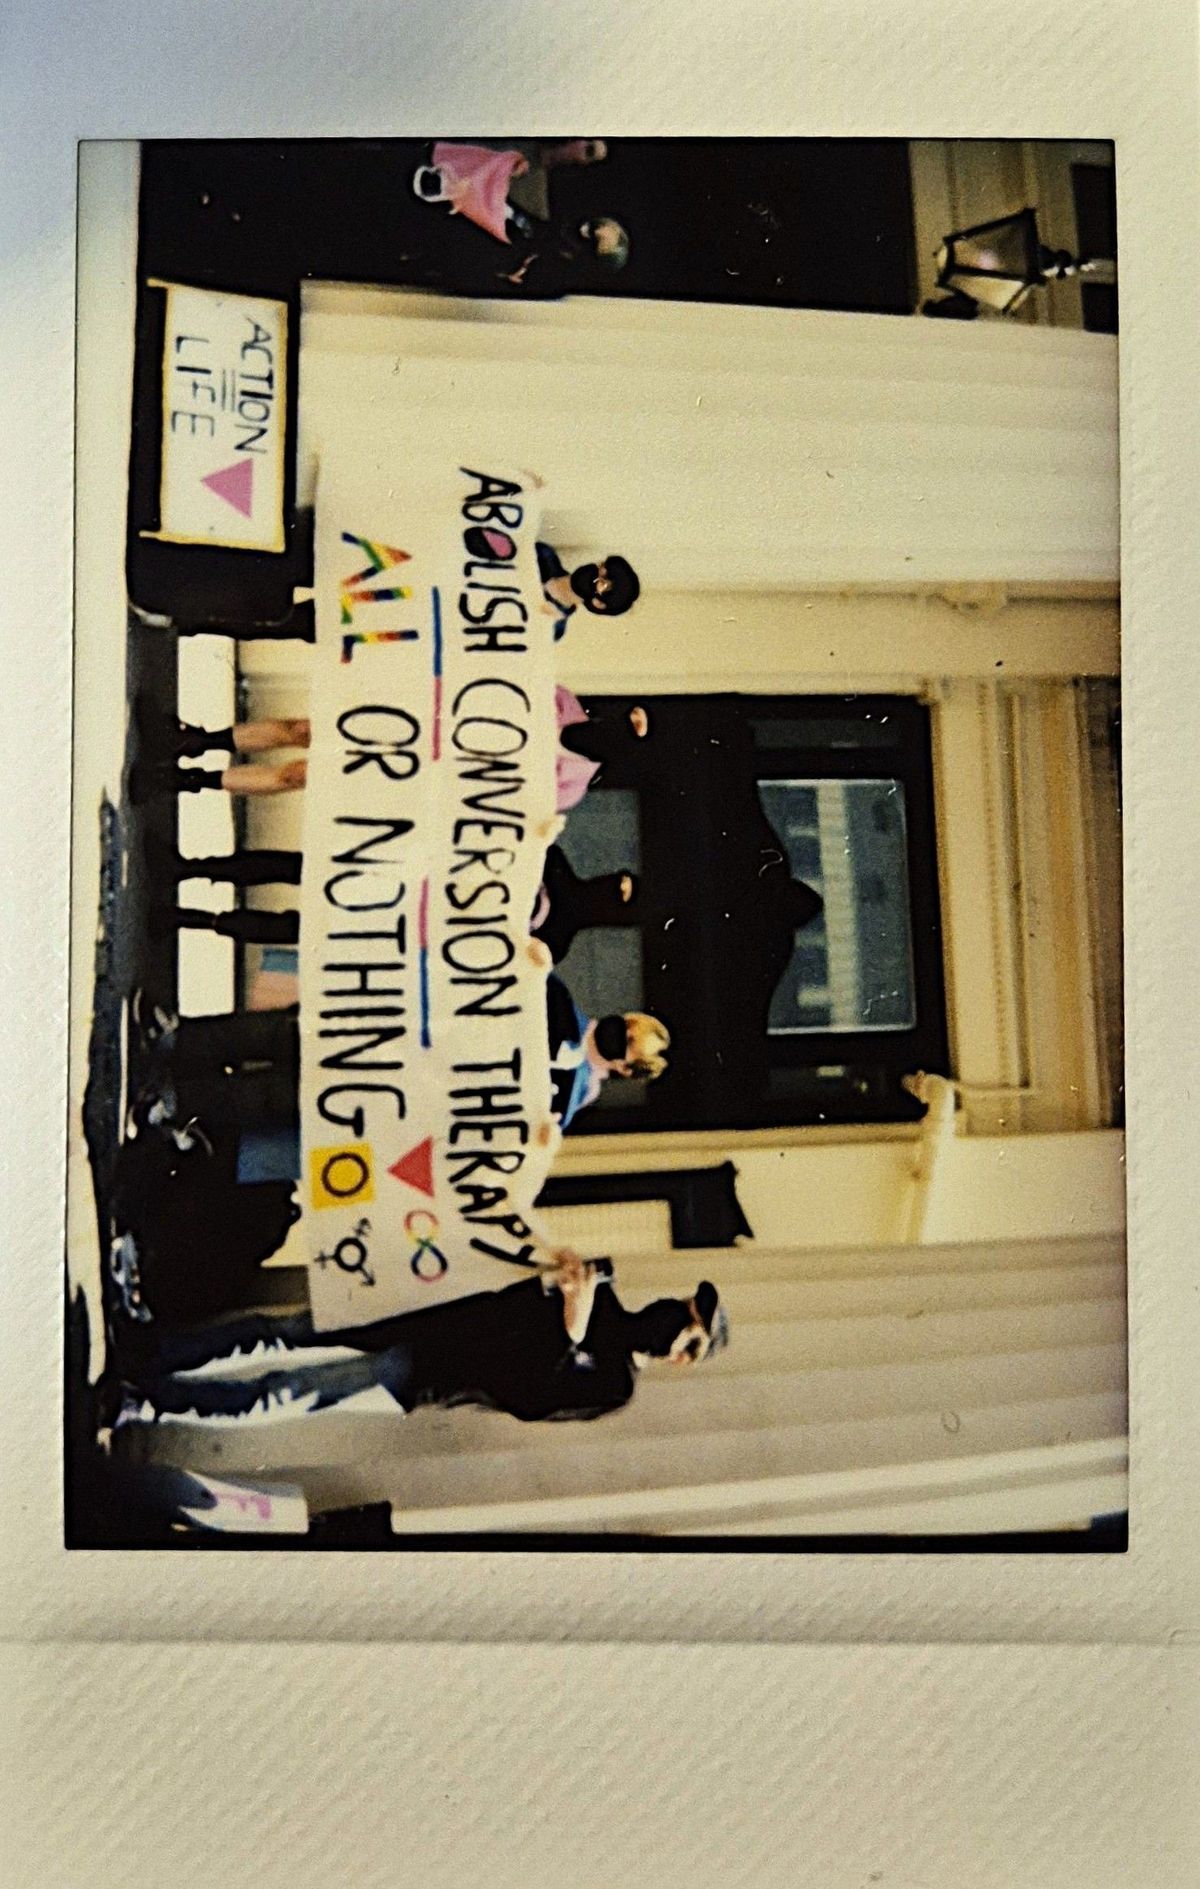 ABOLISH CONVERSION THERAPY
ALL OR NOTHING
ACTION
LIFE